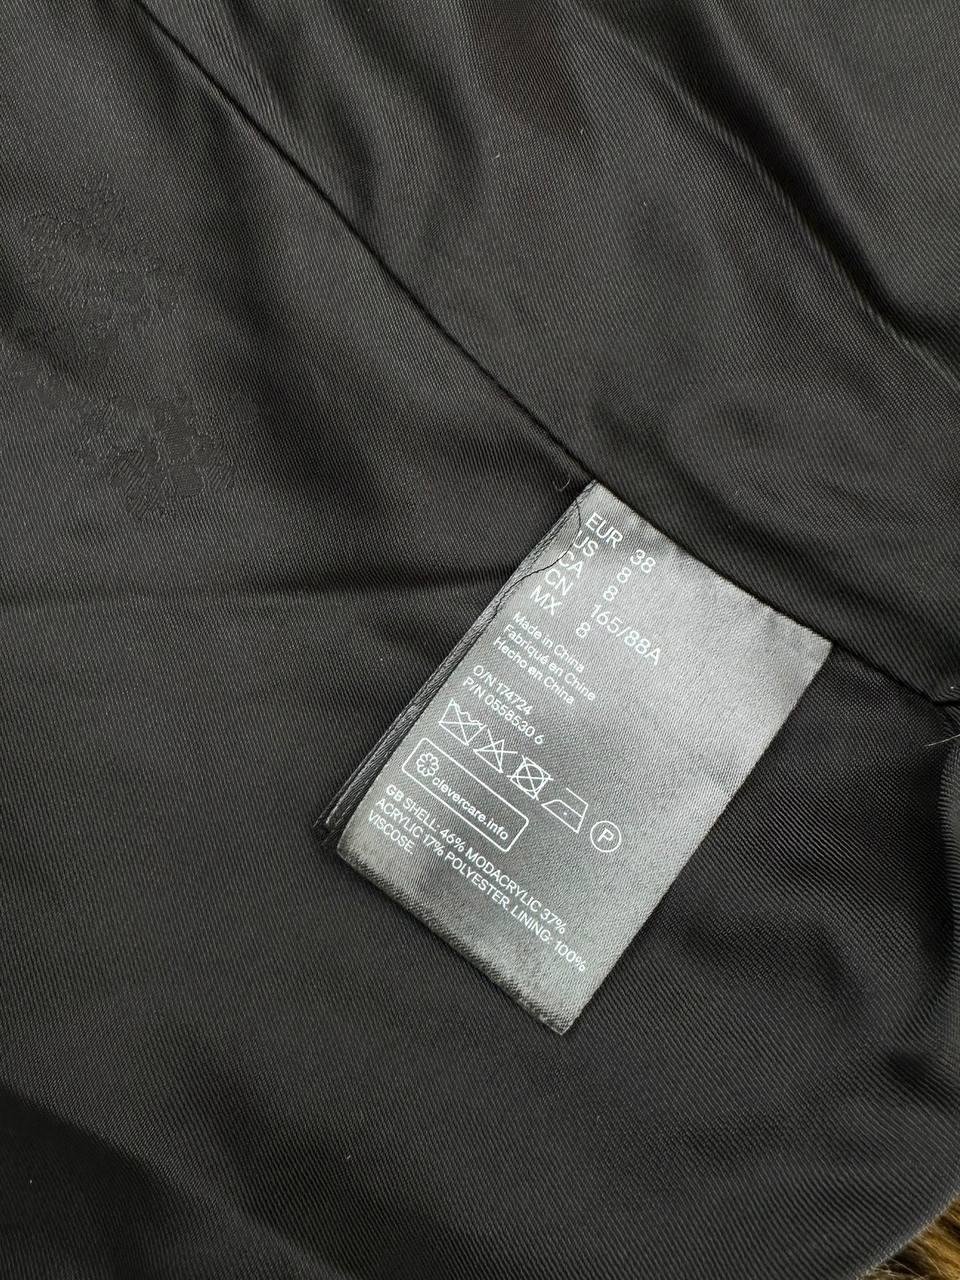 EUR 38
US 8
CA 8
CN 165/88A
MX 8
Made in China
Fabriqué en Chine
Hecho en China
O/N 174724
P/N 0558530 6
P
clevercare.info
GB SHELL: 46% MODACRYLIC 37%
ACRYLIC 17% POLYESTER. LINING: 100%
VISCOSE.